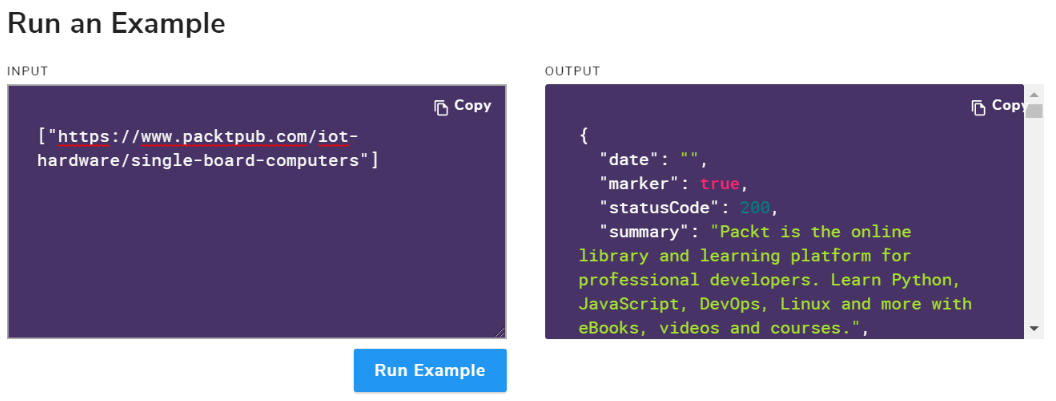 Run an Example
INPUT
OUTPUT
Copy
["https://www.packtpub.com/iot-
hardware/single-board-computers"]
Run Example
Copy
{
"date": "",
"marker": true,
"statusCode": 200,
"summary": "Packt is the online
library and learning platform for
professional developers. Learn Python,
JavaScript, DevOps, Linux and more with
eBooks, videos and courses.",